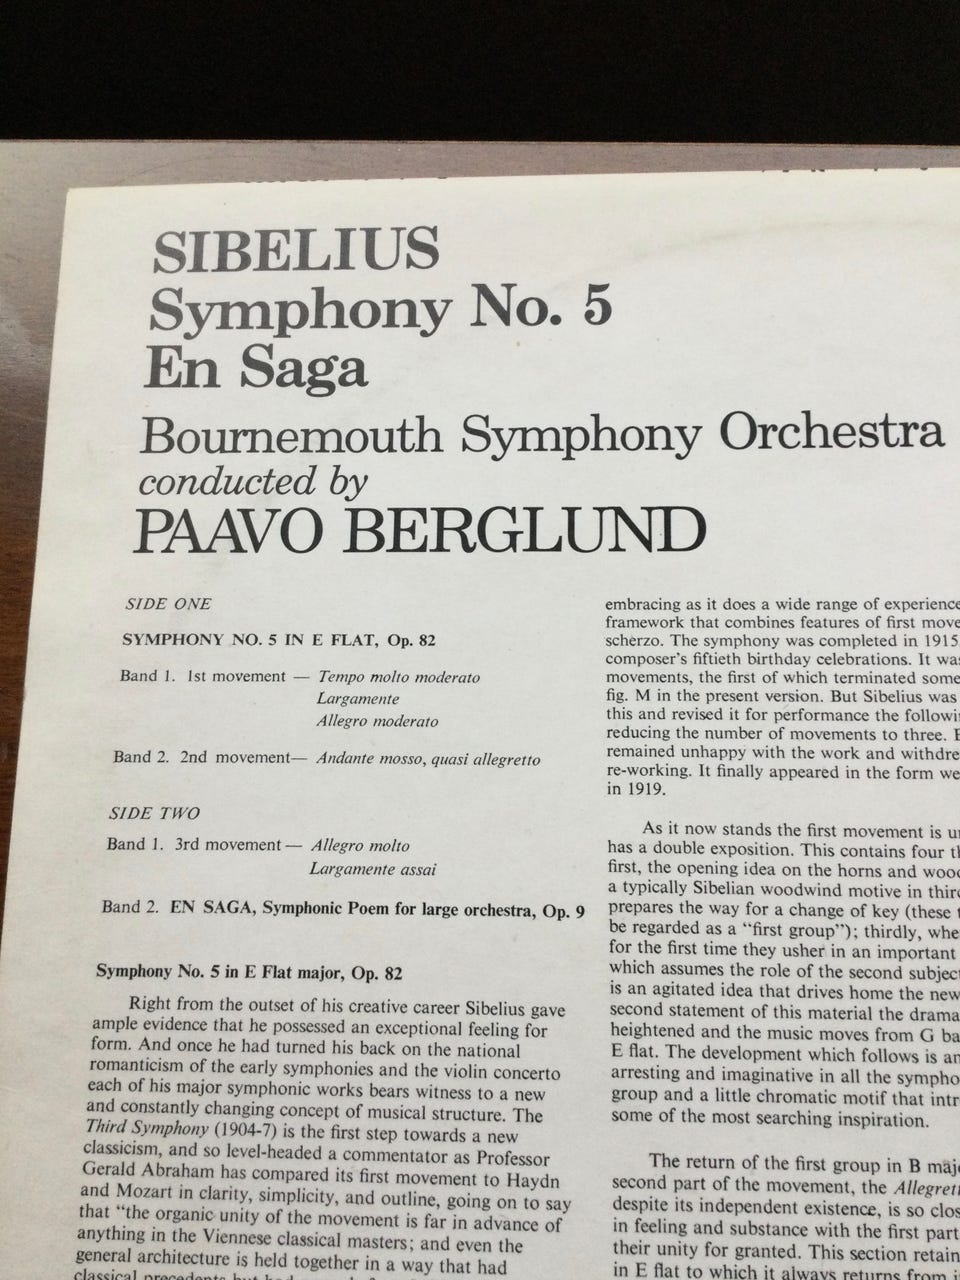 SIBELIUS
Symphony No. 5
En Saga
Bournemouth Symphony Orchestra
conducted by
PAAVO BERGLUND
SIDE ONE
SYMPHONY NO. 5 IN E FLAT, Op. 82
Band 1. 1st movement — Tempo molto moderato
Largamente
Allegro moderato
Band 2. 2nd movement— Andante mosso, quasi allegretto
SIDE TWO
Band 1. 3rd movement — Allegro molto
Largamente assai
Band 2. EN SAGA, Symphonic Poem for large orchestra, Op. 9
Symphony No. 5 in E Flat major, Op. 82
Right from the outset of his creative career Sibelius gave
ample evidence that he possessed an exceptional feeling for
form. And once he had turned his back on the national
romanticism of the early symphonies and the violin concerto
each of his major symphonic works bears witness to a new
and constantly changing concept of musical structure. The
Third Symphony (1904-7) is the first step towards a new
classicism, and so level-headed a commentator as Professor
Gerald Abraham has compared its first movement to Haydn
and Mozart in clarity, simplicity, and outline, going on to say
that "the organic unity of the movement is far in advance of
anything in the Viennese classical masters; and even the
general architecture is held together in a way that had
embracing as it does a wide range of experience
framework that combines features of first move
scherzo. The symphony was completed in 1915
composer's fiftieth birthday celebrations. It was
movements, the first of which terminated some
fig. M in the present version. But Sibelius was
this and revised it for performance the followi
reducing the number of movements to three. E
remained unhappy with the work and withdre
re-working. It finally appeared in the form we
in 1919.
As it now stands the first movement is u
has a double exposition. This contains four t
first, the opening idea on the horns and wood
a typically Sibelian woodwind motive in third
prepares the way for a change of key (these t
be regarded as a "first group"); thirdly, whe
for the first time they usher in an important
which assumes the role of the second subject
is an agitated idea that drives home the new
second statement of this material the drama
heightened and the music moves from G ba
E flat. The development which follows is an
arresting and imaginative in all the sympho
group and a little chromatic motif that intr
some of the most searching inspiration.
The return of the first group in B majo
second part of the movement, the Allegrett
despite its independent existence, is so clos
in feeling and substance with the first part
their unity for granted. This section retain
in E flat to which it always returns from i